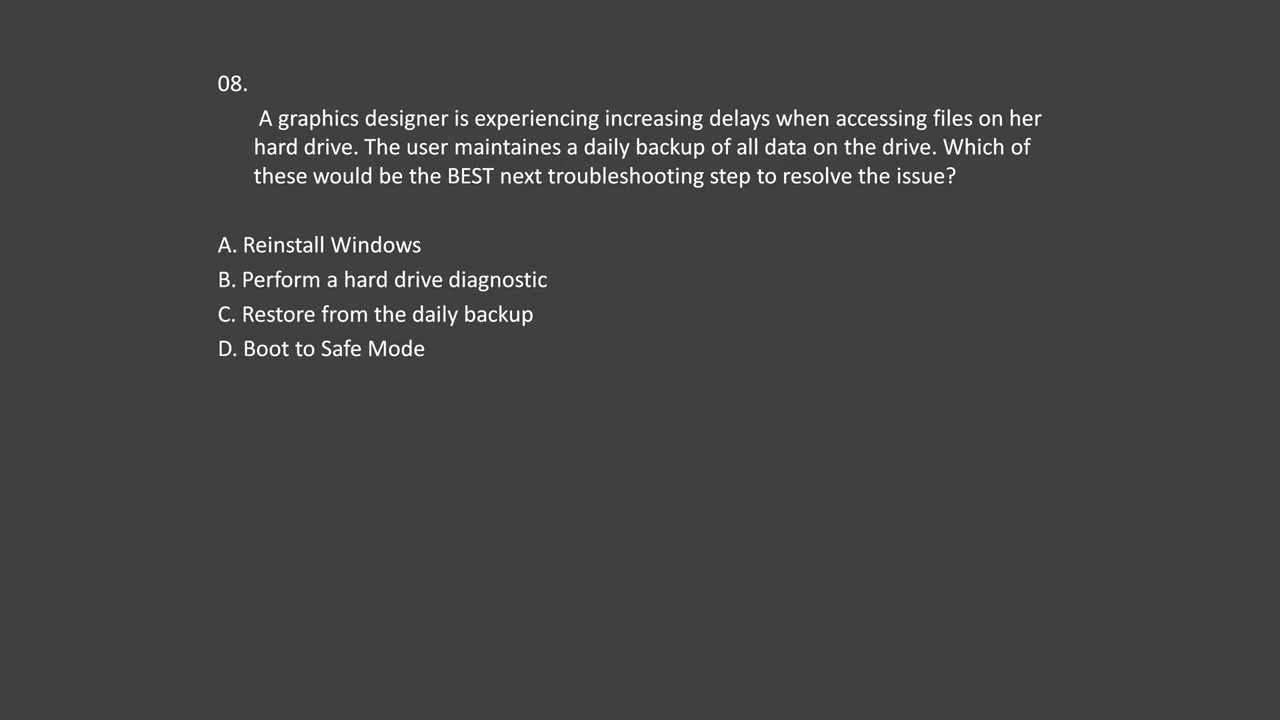 08.
A graphics designer is experiencing increasing delays when accessing files on her
hard drive. The user maintaines a daily backup of all data on the drive. Which of
these would be the BEST next troubleshooting step to resolve the issue?
A. Reinstall Windows
B. Perform a hard drive diagnostic
C. Restore from the daily backup
D. Boot to Safe Mode